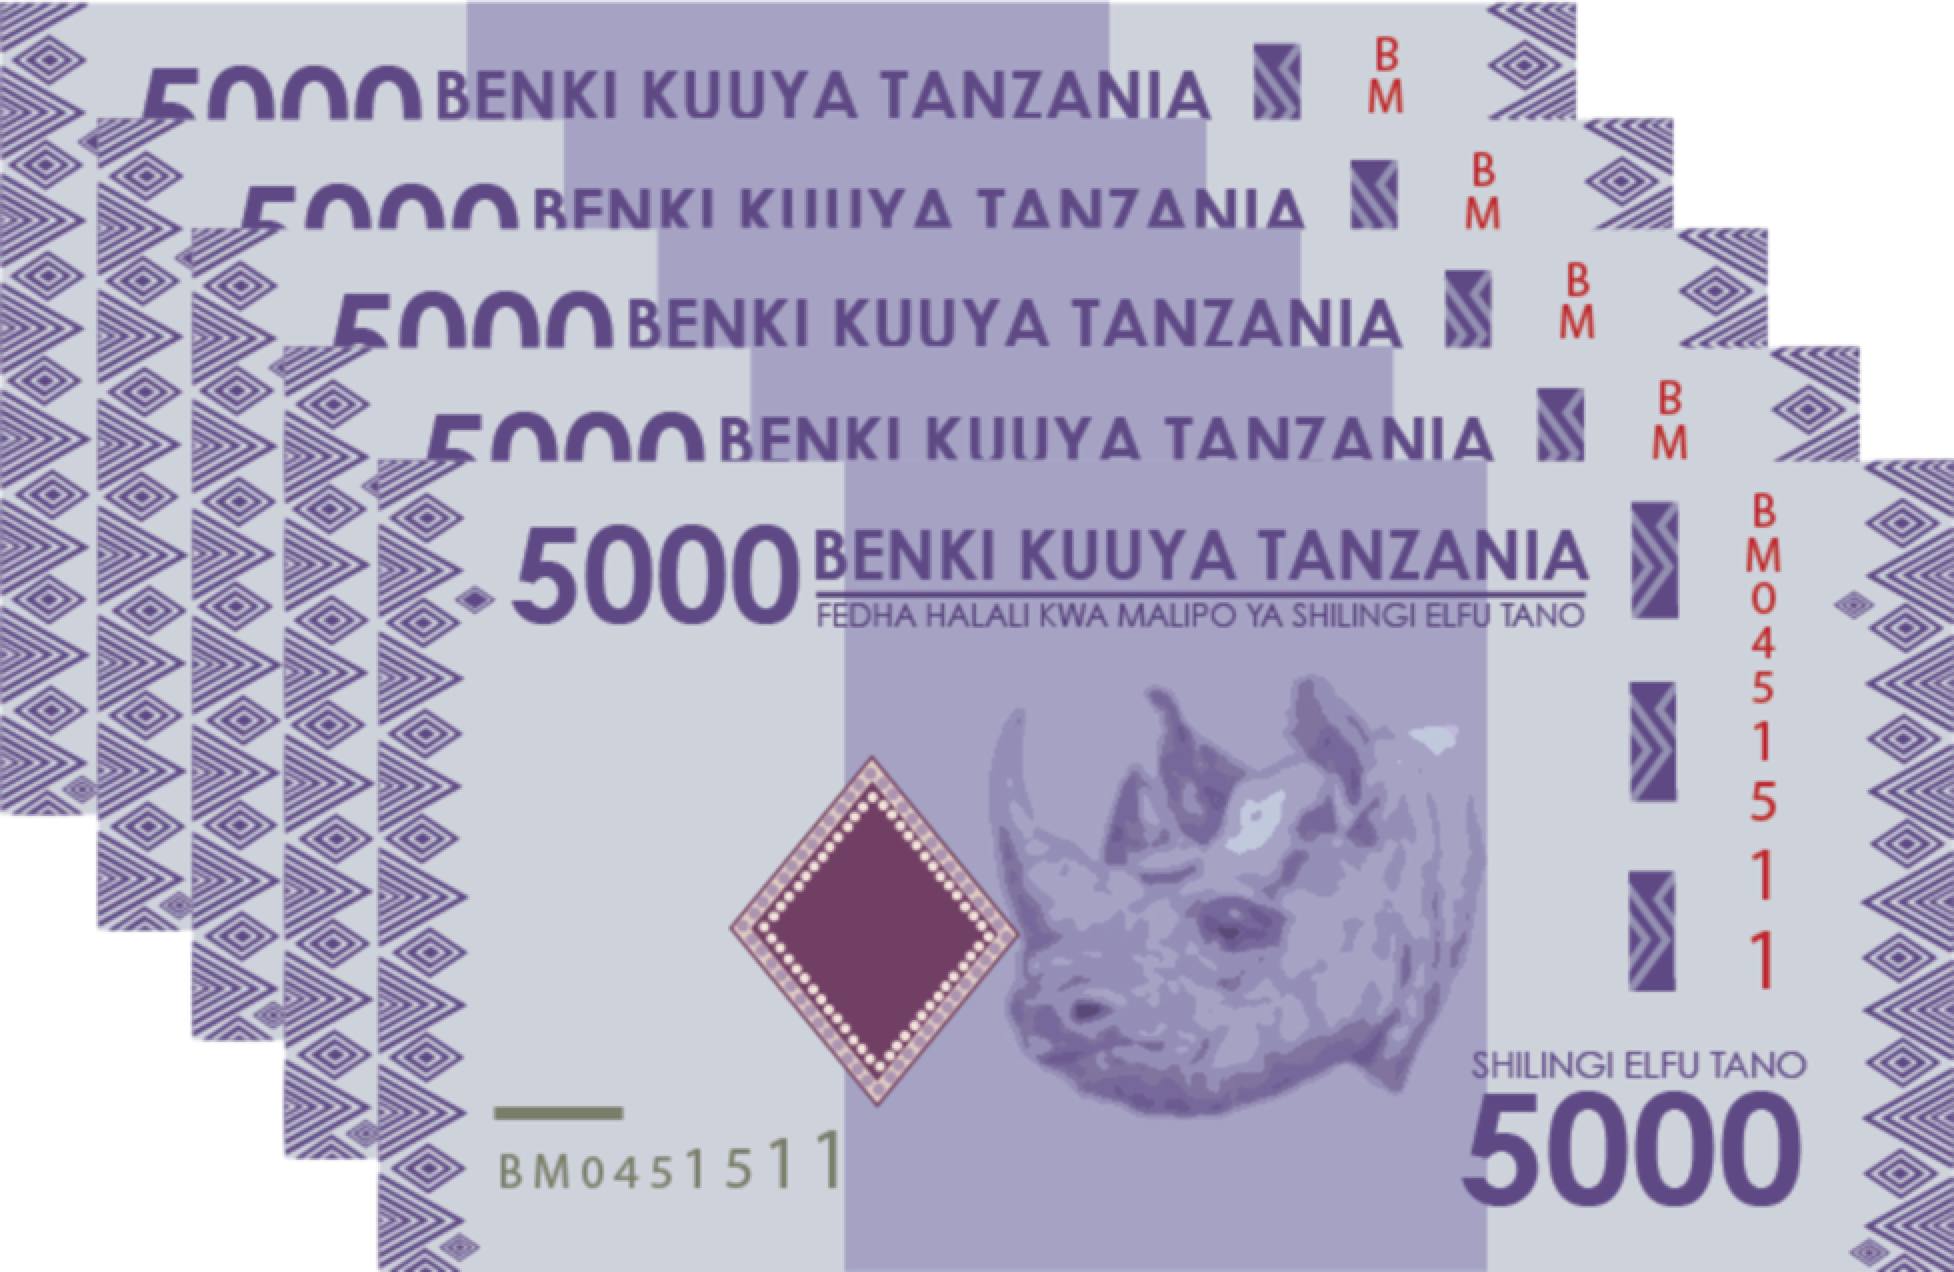 5000 BENKI KUUYA TANZANIA
BM
5000 BENKI KUUYA TANZANIA
BM
5000 BENKI KUUYA TANZANIA
BM
5000 BENKI KUUYA TANZANIA
BM
5000 BENKI KUUYA TANZANIA
FEDHA HALALI KWA MALIPO YA SHILINGI ELFU TANO
BM0451511
SHILINGI ELFU TANO
5000
BM0451511